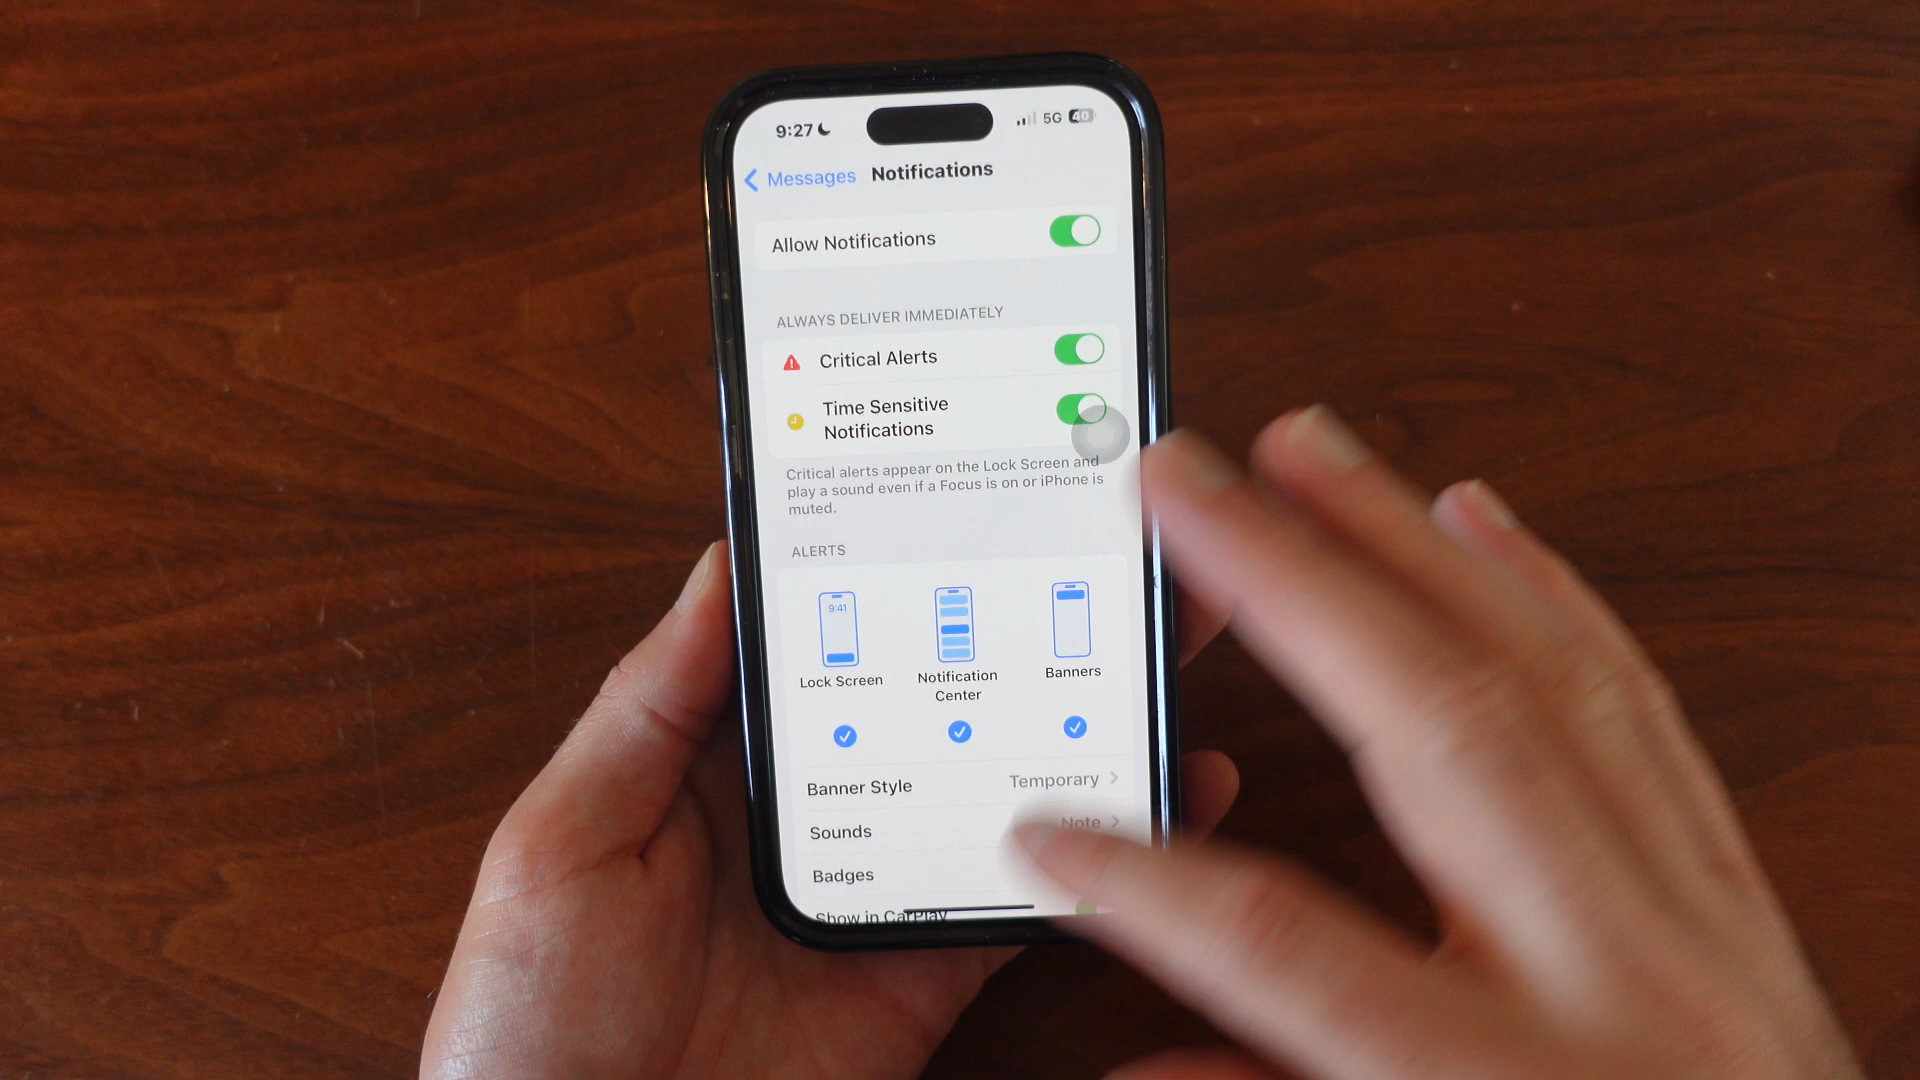 9:27
5G 40
Messages Notifications
Allow Notifications
ALWAYS DELIVER IMMEDIATELY
Critical Alerts
Time Sensitive
Notifications
Critical alerts appear on the Lock Screen and
play a sound even if a Focus is on or iPhone is
muted.
ALERTS
9:41
Lock Screen
Notification
Center
Banners
Banner Style Temporary
Sounds Note
Badges
Show in CarPlay